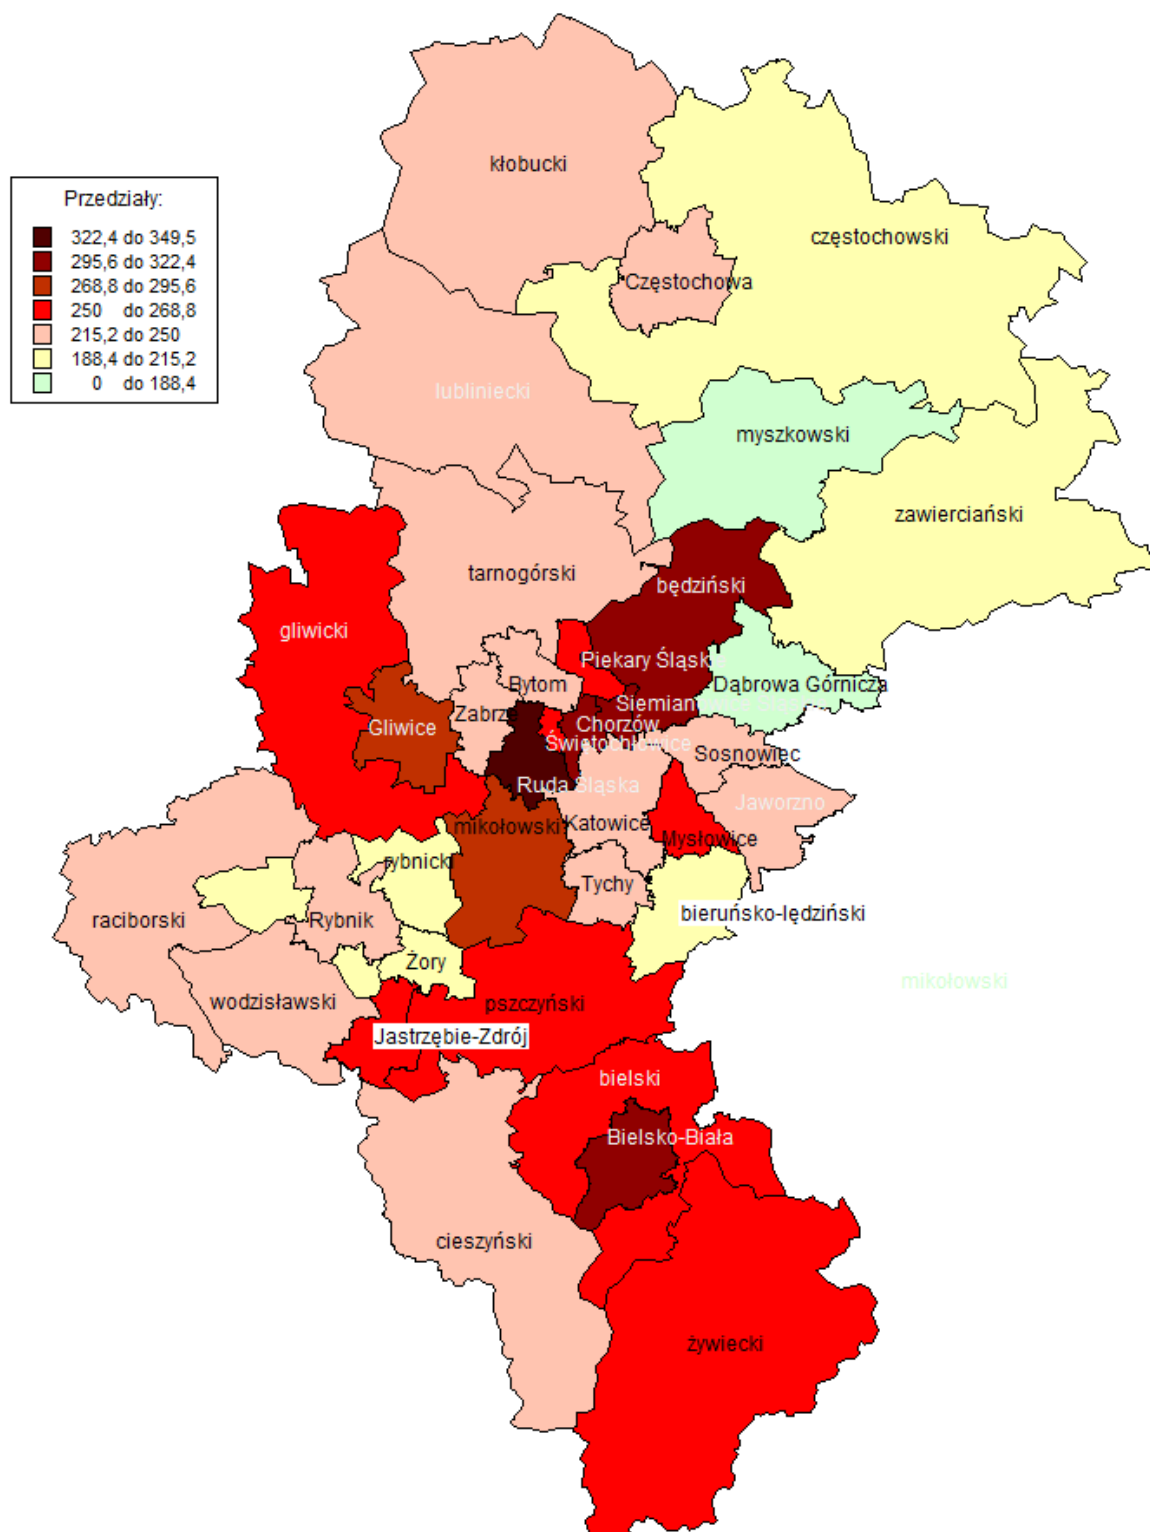 kłobucki
Przedziały:
322,4 do 349,5
295,6 do 322,4
268,8 do 295,6
250 do 268,8
215,2 do 250
188,4 do 215,2
0 do 188,4
częstochowski
Częstochowa
lubliniecki
myszkowski
zawierciański
tarnogórski
będziński
gliwicki
Piekary Śląskie
Bytom
Dąbrowa Górnicza
Siemianowice Śląskie
Zabrze
Chorzów
Gliwice
Świętochłowice
Sosnowiec
Ruda Śląska
Jaworzno
mikołowski
Katowice
Mysłowice
rybnicki
Tychy
raciborski
Rybnik
bieruńsko-lędziński
Żory
mikołowski
wodzisławski
pszczyński
Jastrzębie-Zdrój
bielski
Bielsko-Biała
cieszyński
żywiecki